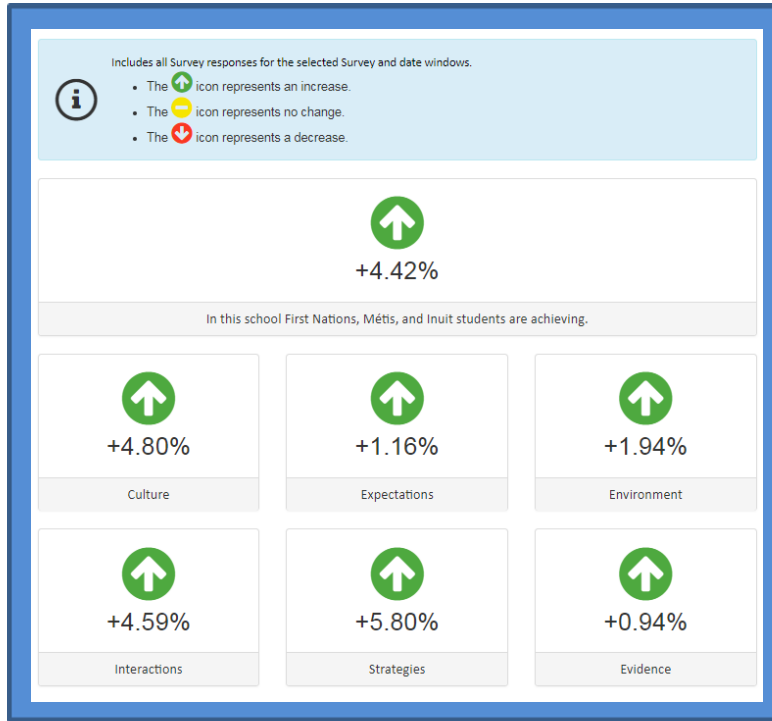 Includes all Survey responses for the selected Survey and date windows.
• The icon represents an increase.
• The icon represents no change.
• The icon represents a decrease.
+4.42%
In this school First Nations, Métis, and Inuit students are achieving.
+4.80% +1.16% +1.94%
Culture Expectations Environment
+4.59% +5.80% +0.94%
Interactions Strategies Evidence